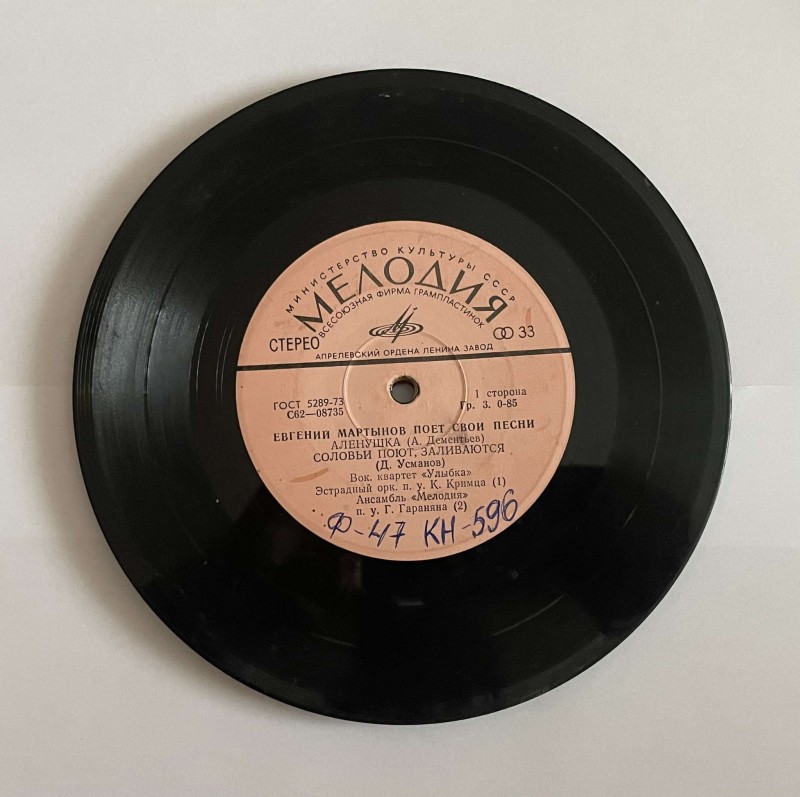 МИНИСТЕРСТВО КУЛЬТУРЫ СССР
МЕЛОДИЯ
ВСЕСОЮЗНАЯ ФИРМА ГРАМПЛАСТИНОК
СТЕРЕО
33
АПРЕЛЕВСКИЙ ОРДЕНА ЛЕНИНА ЗАВОД
ГОСТ 5289-73
1 сторона
С62—08735
Гр. 3. 0-85
ЕВГЕНИЙ МАРТЫНОВ ПОЕТ СВОИ ПЕСНИ
АЛЕНУШКА (А. Дементьев)
СОЛОВЬИ ПОЮТ, ЗАЛИВАЮТСЯ
(Д. Усманов)
Вок. квартет «Улыбка»
Эстрадный орк. п. у. К. Кримца (1)
Ансамбль «Мелодия»
п. у. Г. Гараняна (2)
Ф-47 КН-596